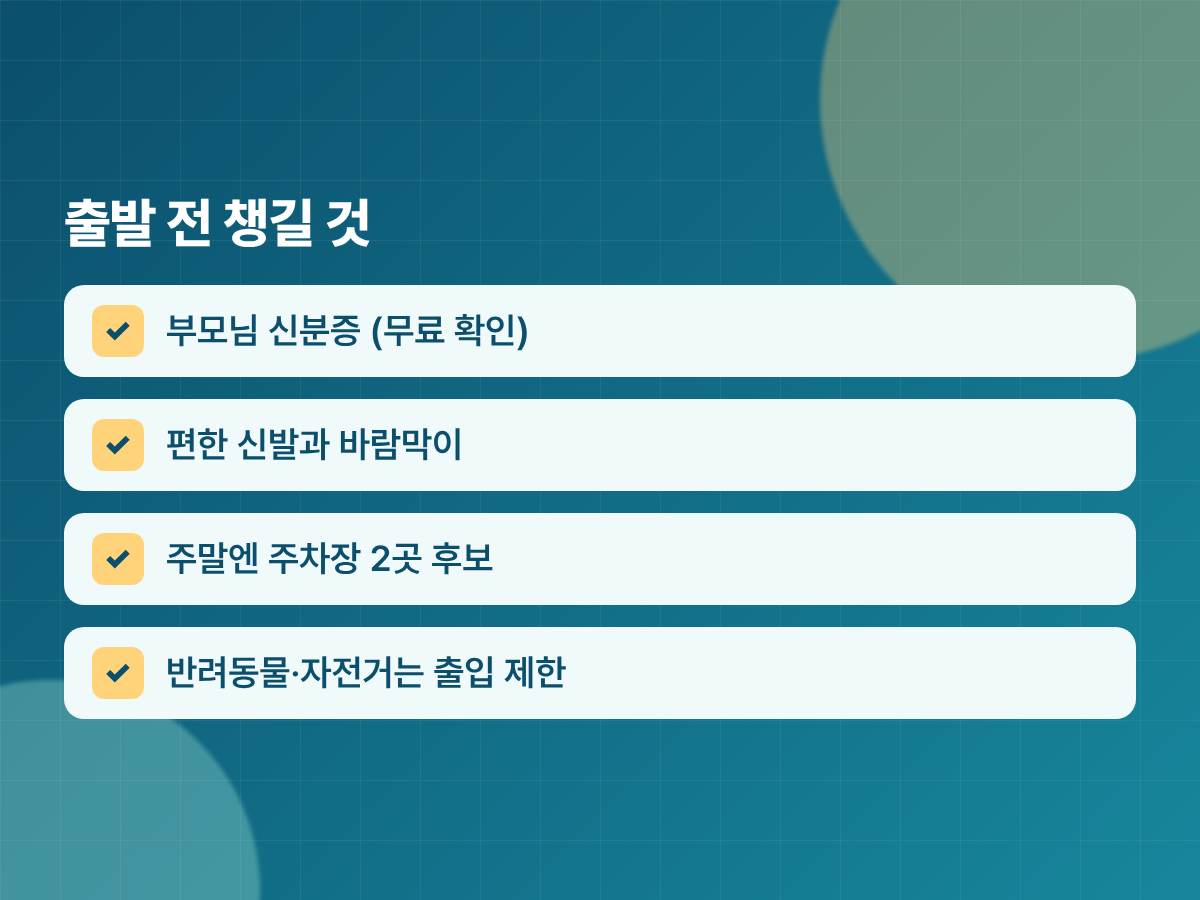 출발 전 챙길 것
부모님 신분증 (무료 확인)
편한 신발과 바람막이
주말엔 주차장 2곳 후보
반려동물·자전거는 출입 제한